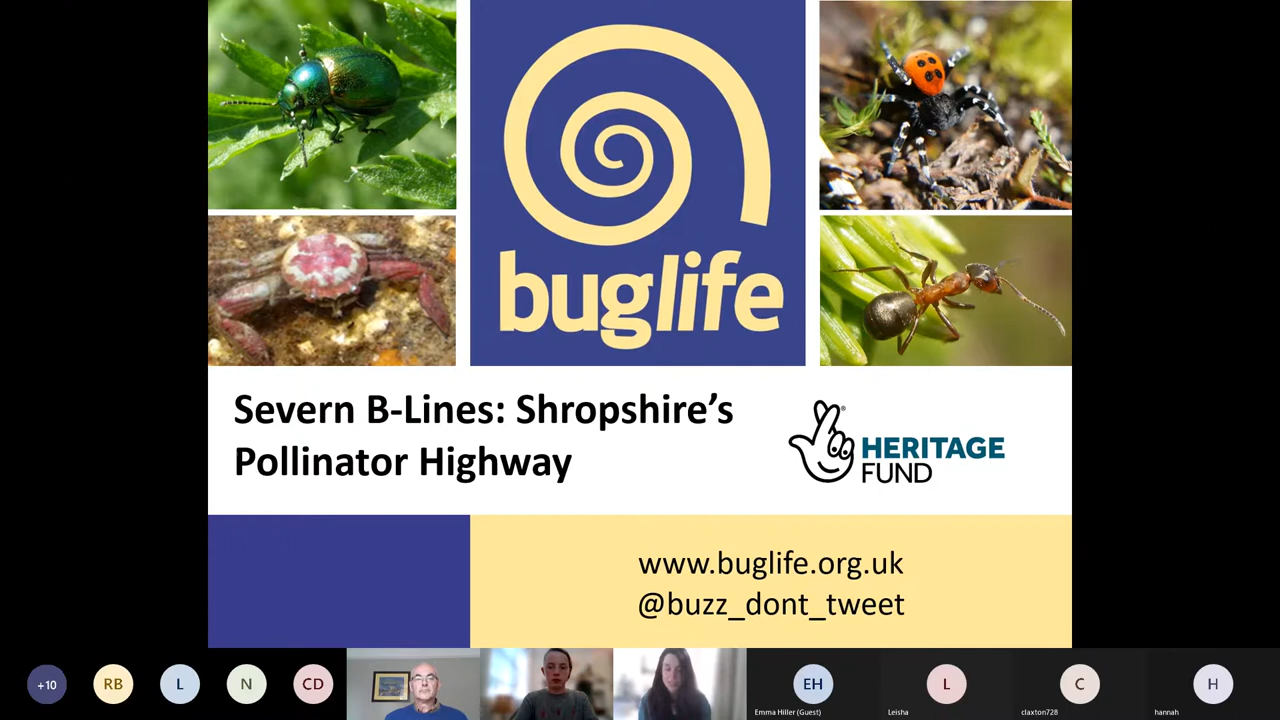 buglife
Severn B-Lines: Shropshire's
Pollinator Highway
HERITAGE
FUND
www.buglife.org.uk
@buzz_dont_tweet
+10
RB
L
N
CD
EH
Emma Hiller (Guest)
L
Leisha
C
claxton728
H
hannah